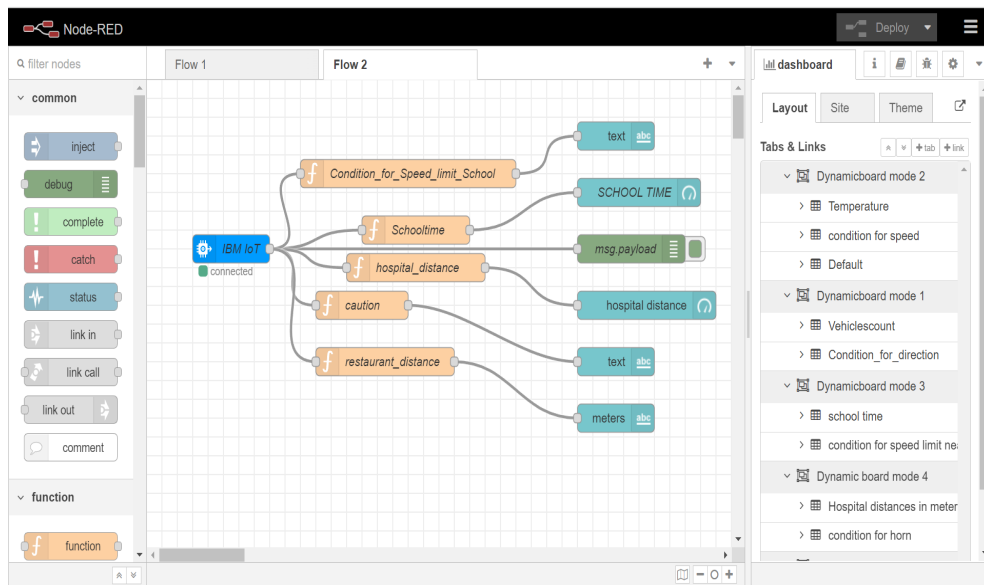 Node-RED
Deploy
filter nodes
common
inject
debug
complete
catch
status
link in
link call
link out
comment
function
function
Flow 1
Flow 2
IBM IoT
connected
Condition_for_Speed_limit_School
Schooltime
hospital_distance
caution
restaurant_distance
text abc
SCHOOL TIME
msg.payload
hospital distance
text abc
meters abc
dashboard
i
Layout
Site
Theme
Tabs & Links
+tab
+link
Dynamicboard mode 2
Temperature
condition for speed
Default
Dynamicboard mode 1
Vehiclescount
Condition_for_direction
Dynamicboard mode 3
school time
condition for speed limit nea
Dynamic board mode 4
Hospital distances in meter
condition for horn